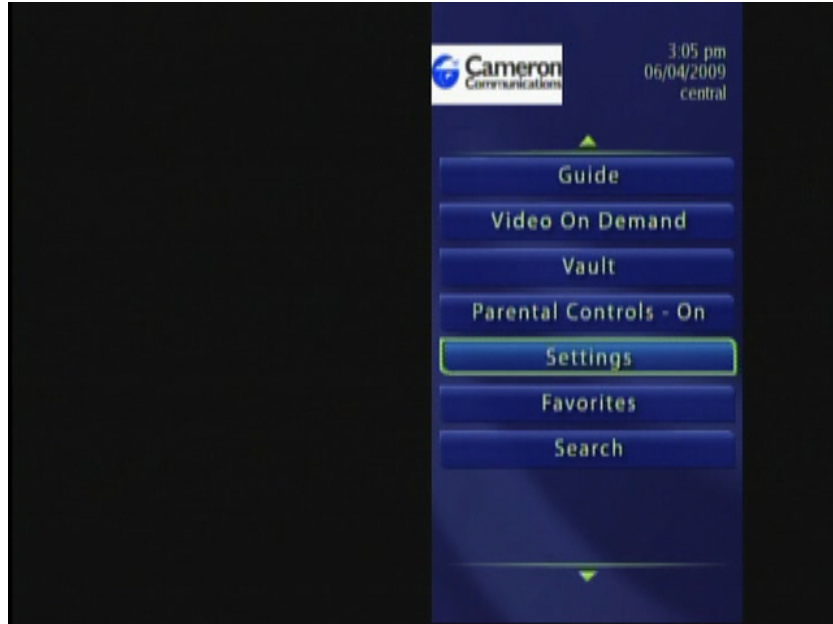 Cameron
Communications
3:05 pm
06/04/2009
central
Guide
Video On Demand
Vault
Parental Controls - On
Settings
Favorites
Search